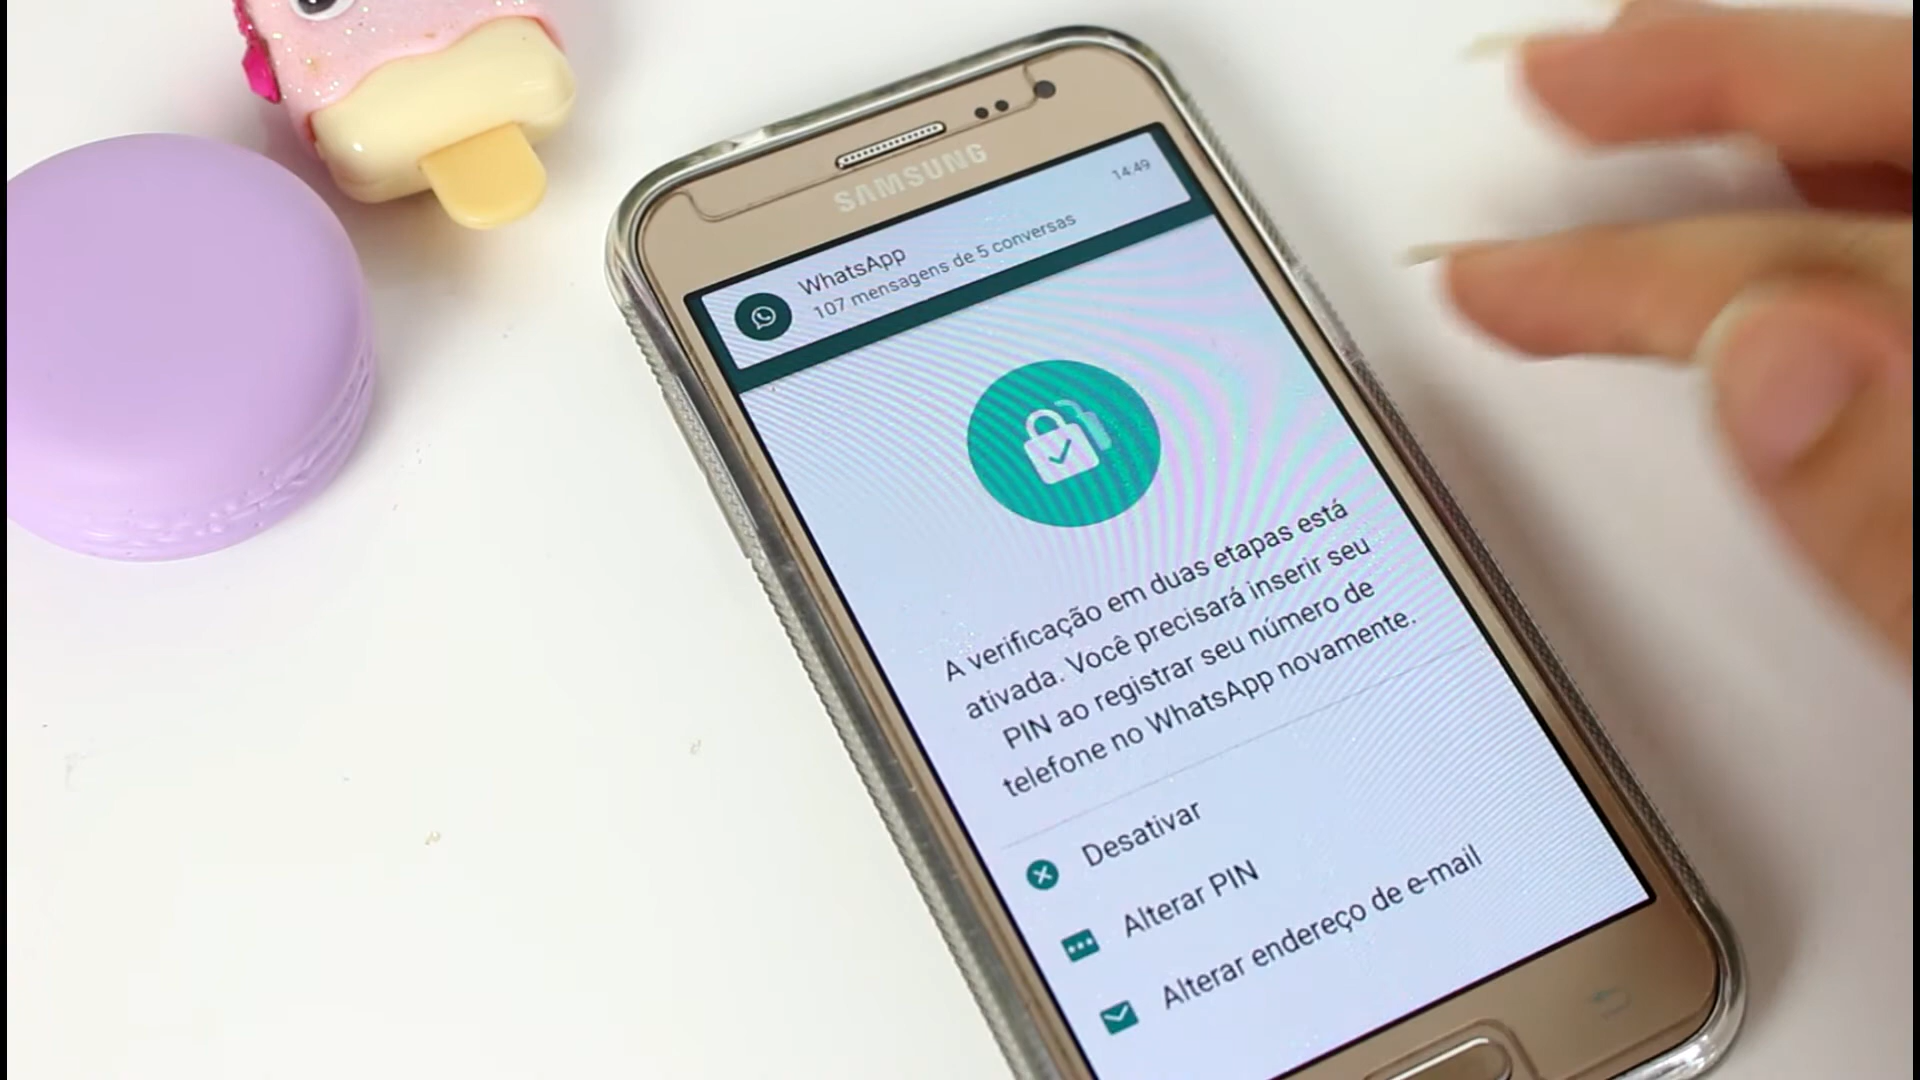 SAMSUNG
WhatsApp
14:49
107 mensagens de 5 conversas
A verificação em duas etapas está
ativada. Você precisará inserir seu
PIN ao registrar seu número de
telefone no WhatsApp novamente.
Desativar
Alterar PIN
Alterar endereço de e-mail